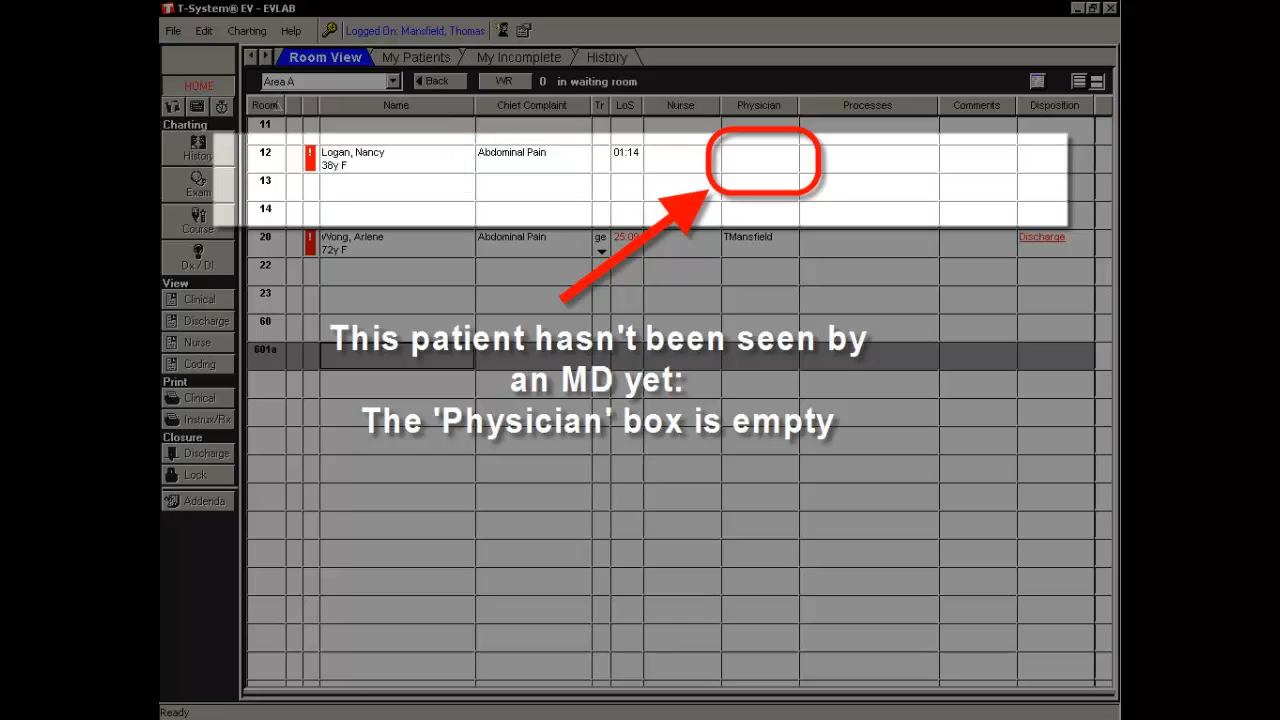 T-System® EV - EVLAB
File Edit Charting Help Logged On: Mansfield, Thomas
Room View My Patients My Incomplete History
Area A Back WR 0 in waiting room
HOME
Room Name Chief Complaint Tr LoS Nurse Physician Processes Comments Disposition
Charting
History
Exam
Course
Dx / DI
View
Clinical
Discharge
Nurse
Coding
Print
Clinical
Instrux/Rx
Closure
Discharge
Lock
Addenda
11
12 ! Logan, Nancy Abdominal Pain 01:14
38y F
13
14
20 ! Wong, Arlene Abdominal Pain ge 25:09 TMansfield Discharge
72y F
22
23
60
601a
This patient hasn't been seen by
an MD yet:
The 'Physician' box is empty
Ready